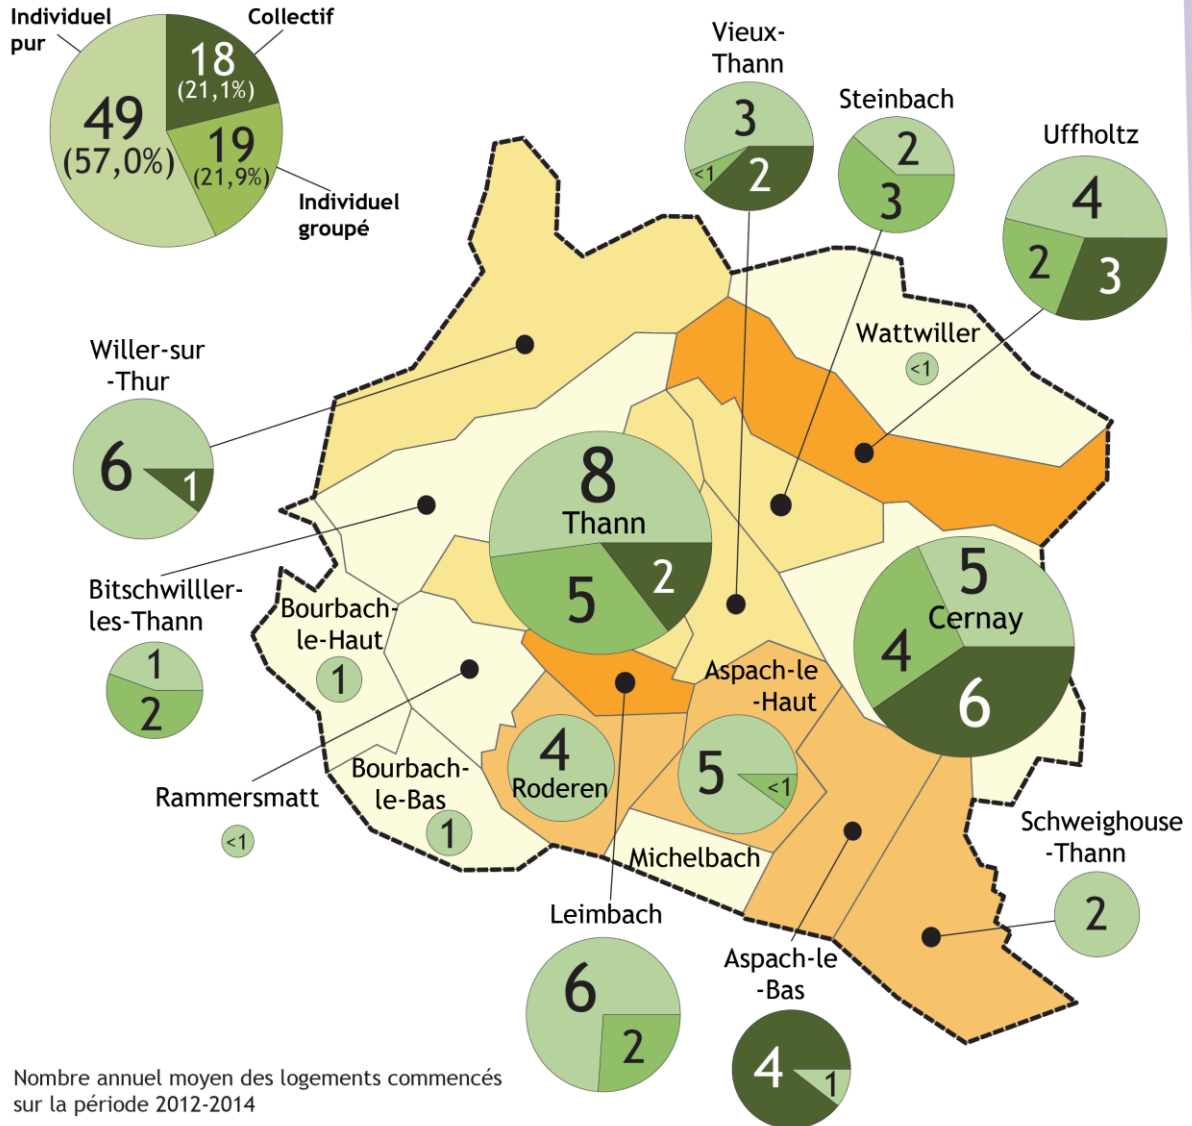 Individuel
pur
Collectif
18
(21,1%)
49
(57,0%)
19
(21,9%)
Individuel
groupé
Vieux-
Thann
3
<1
2
Steinbach
2
3
Uffholtz
4
2
3
Wattwiller
<1
Willer-sur
-Thur
6
1
8
Thann
2
5
5
Cernay
4
6
Bitschwilller-
les-Thann
1
2
Bourbach-
le-Haut
1
Aspach-le
-Haut
5
<1
4
Roderen
Bourbach-
le-Bas
1
Rammersmatt
<1
Michelbach
Schweighouse
-Thann
2
Leimbach
6
2
Aspach-le
-Bas
4
1
Nombre annuel moyen des logements commencés
sur la période 2012-2014